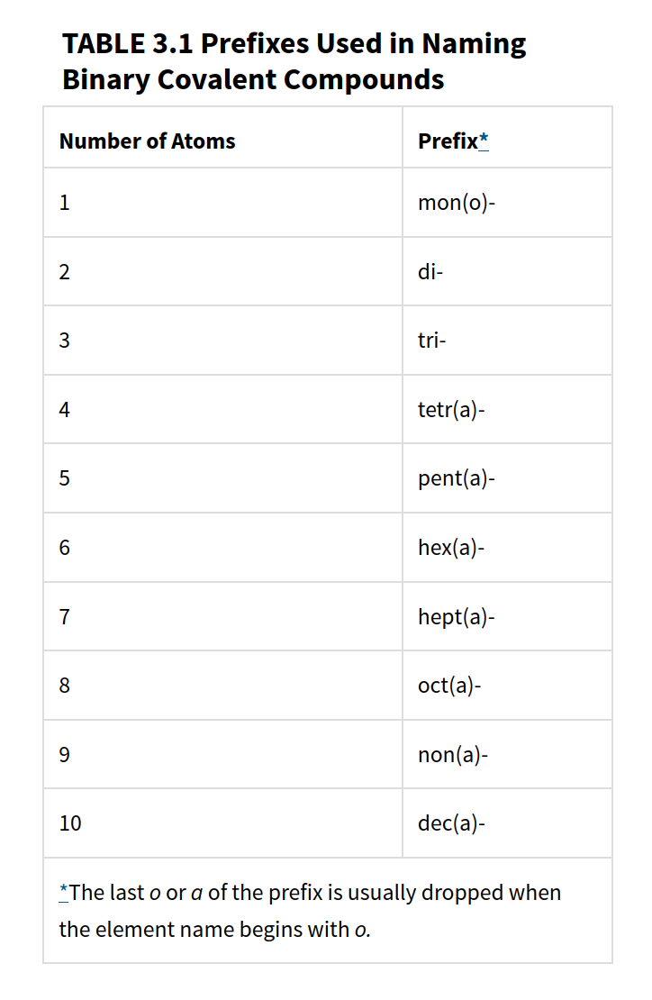 TABLE 3.1 Prefixes Used in Naming
Binary Covalent Compounds
Number of Atoms Prefix*
1 mon(o)-
2 di-
3 tri-
4 tetr(a)-
5 pent(a)-
6 hex(a)-
7 hept(a)-
8 oct(a)-
9 non(a)-
10 dec(a)-
*The last o or a of the prefix is usually dropped when
the element name begins with o.